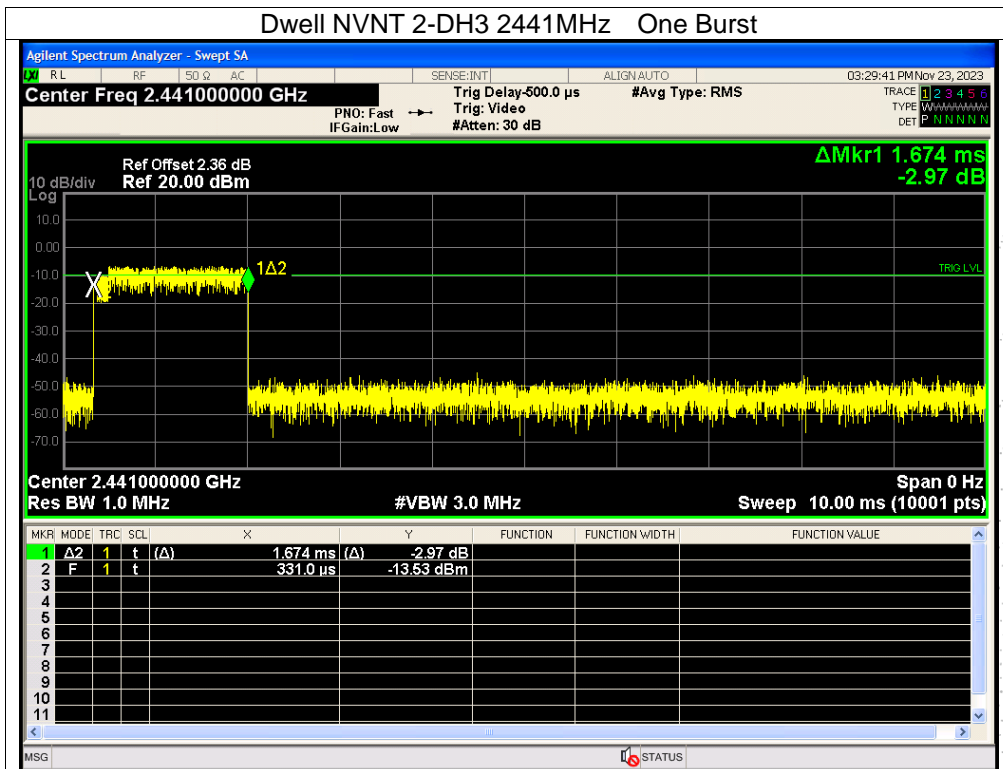 Dwell NVNT 2-DH3 2441MHz One Burst
Agilent Spectrum Analyzer - Swept SA
LXI RL RF 50 Ω AC SENSE:INT ALIGN AUTO 03:29:41 PM Nov 23, 2023
Center Freq 2.441000000 GHz Trig Delay-500.0 µs #Avg Type: RMS TRACE 1 2 3 4 5 6
PNO: Fast Trig: Video TYPE WWWWWW
IFGain:Low #Atten: 30 dB DET P N N N N N
ΔMkr1 1.674 ms
-2.97 dB
Ref Offset 2.36 dB
10 dB/div Ref 20.00 dBm
Log
10.0
0.00
-10.0
1Δ2
TRIG LVL
-20.0
-30.0
-40.0
-50.0
-60.0
-70.0
Center 2.441000000 GHz Span 0 Hz
Res BW 1.0 MHz #VBW 3.0 MHz Sweep 10.00 ms (10001 pts)
MKR MODE TRC SCL X Y FUNCTION FUNCTION WIDTH FUNCTION VALUE
1 Δ2 1 t (Δ) 1.674 ms (Δ) -2.97 dB
2 F 1 t 331.0 µs -13.53 dBm
3
4
5
6
7
8
9
10
11
MSG STATUS